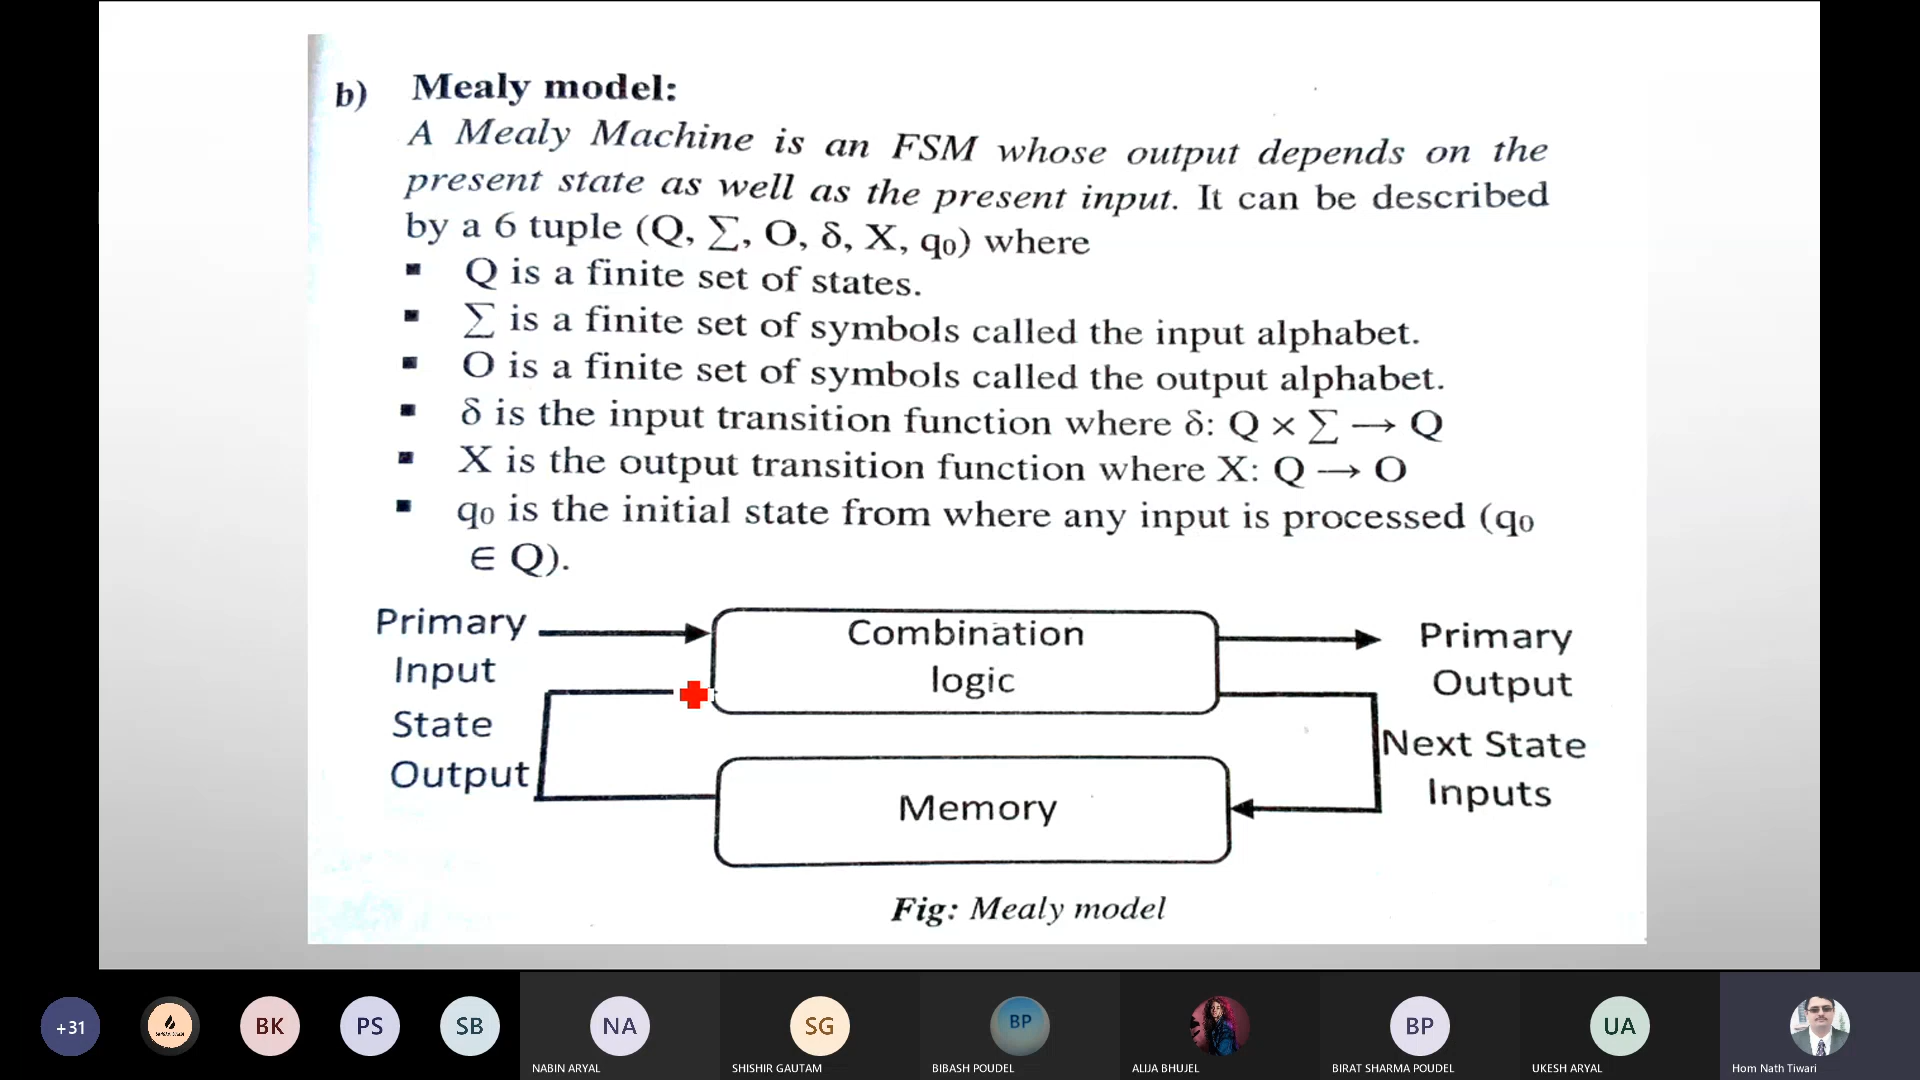 b) Mealy model:
A Mealy Machine is an FSM whose output depends on the
present state as well as the present input. It can be described
by a 6 tuple (Q, ∑, O, δ, X, q0) where
▪ Q is a finite set of states.
▪ ∑ is a finite set of symbols called the input alphabet.
▪ O is a finite set of symbols called the output alphabet.
▪ δ is the input transition function where δ: Q × ∑ → Q
▪ X is the output transition function where X: Q → O
▪ q0 is the initial state from where any input is processed (q0
∈ Q).
Primary
Input
State
Output
Combination
logic
Memory
Primary
Output
Next State
Inputs
Fig: Mealy model
+31
BK
PS
SB
NA
NABIN ARYAL
SG
SHISHIR GAUTAM
BP
BIBASH POUDEL
ALIJA BHUJEL
BP
BIRAT SHARMA POUDEL
UA
UKESH ARYAL
Hom Nath Tiwari